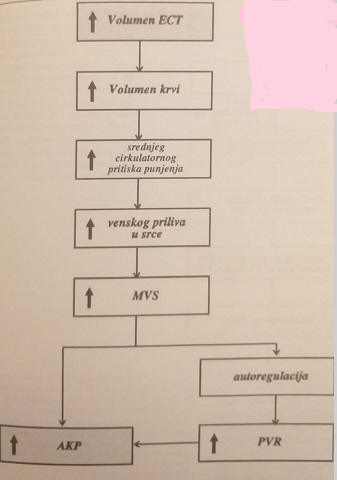 Volumen ECT
Volumen krvi
srednjeg
cirkulatornog
pritiska punjenja
venskog priliva
u srce
MVS
autoregulacija
AKP
PVR